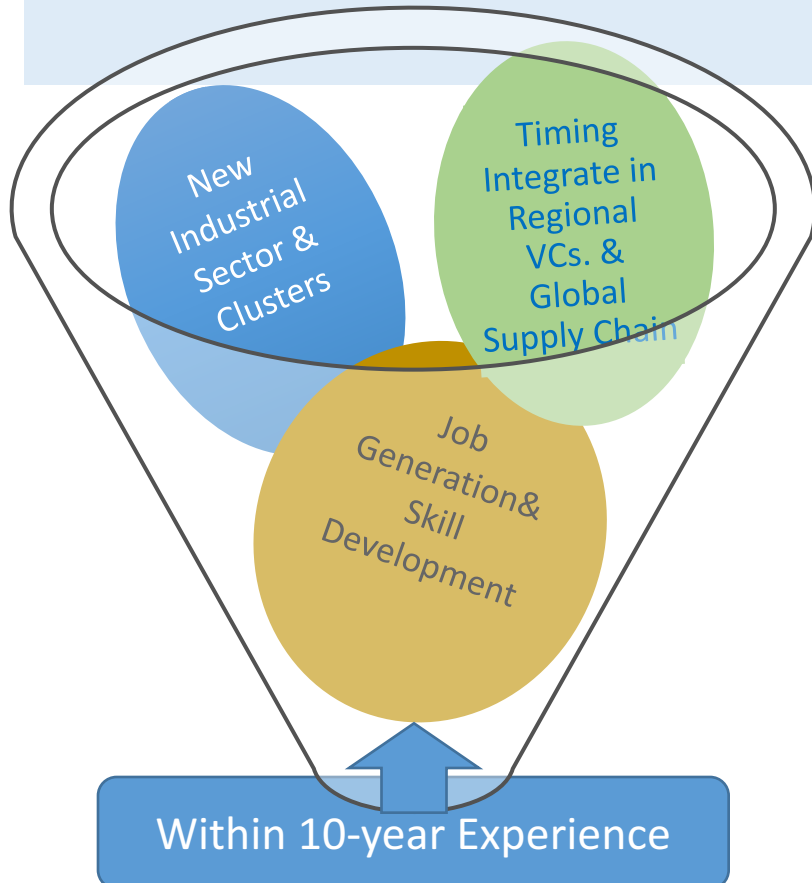 New
Industrial
Sector &
Clusters
Timing
Integrate in
Regional
VCs. &
Global
Supply Chain
Job
Generation&
Skill
Development
Within 10-year Experience